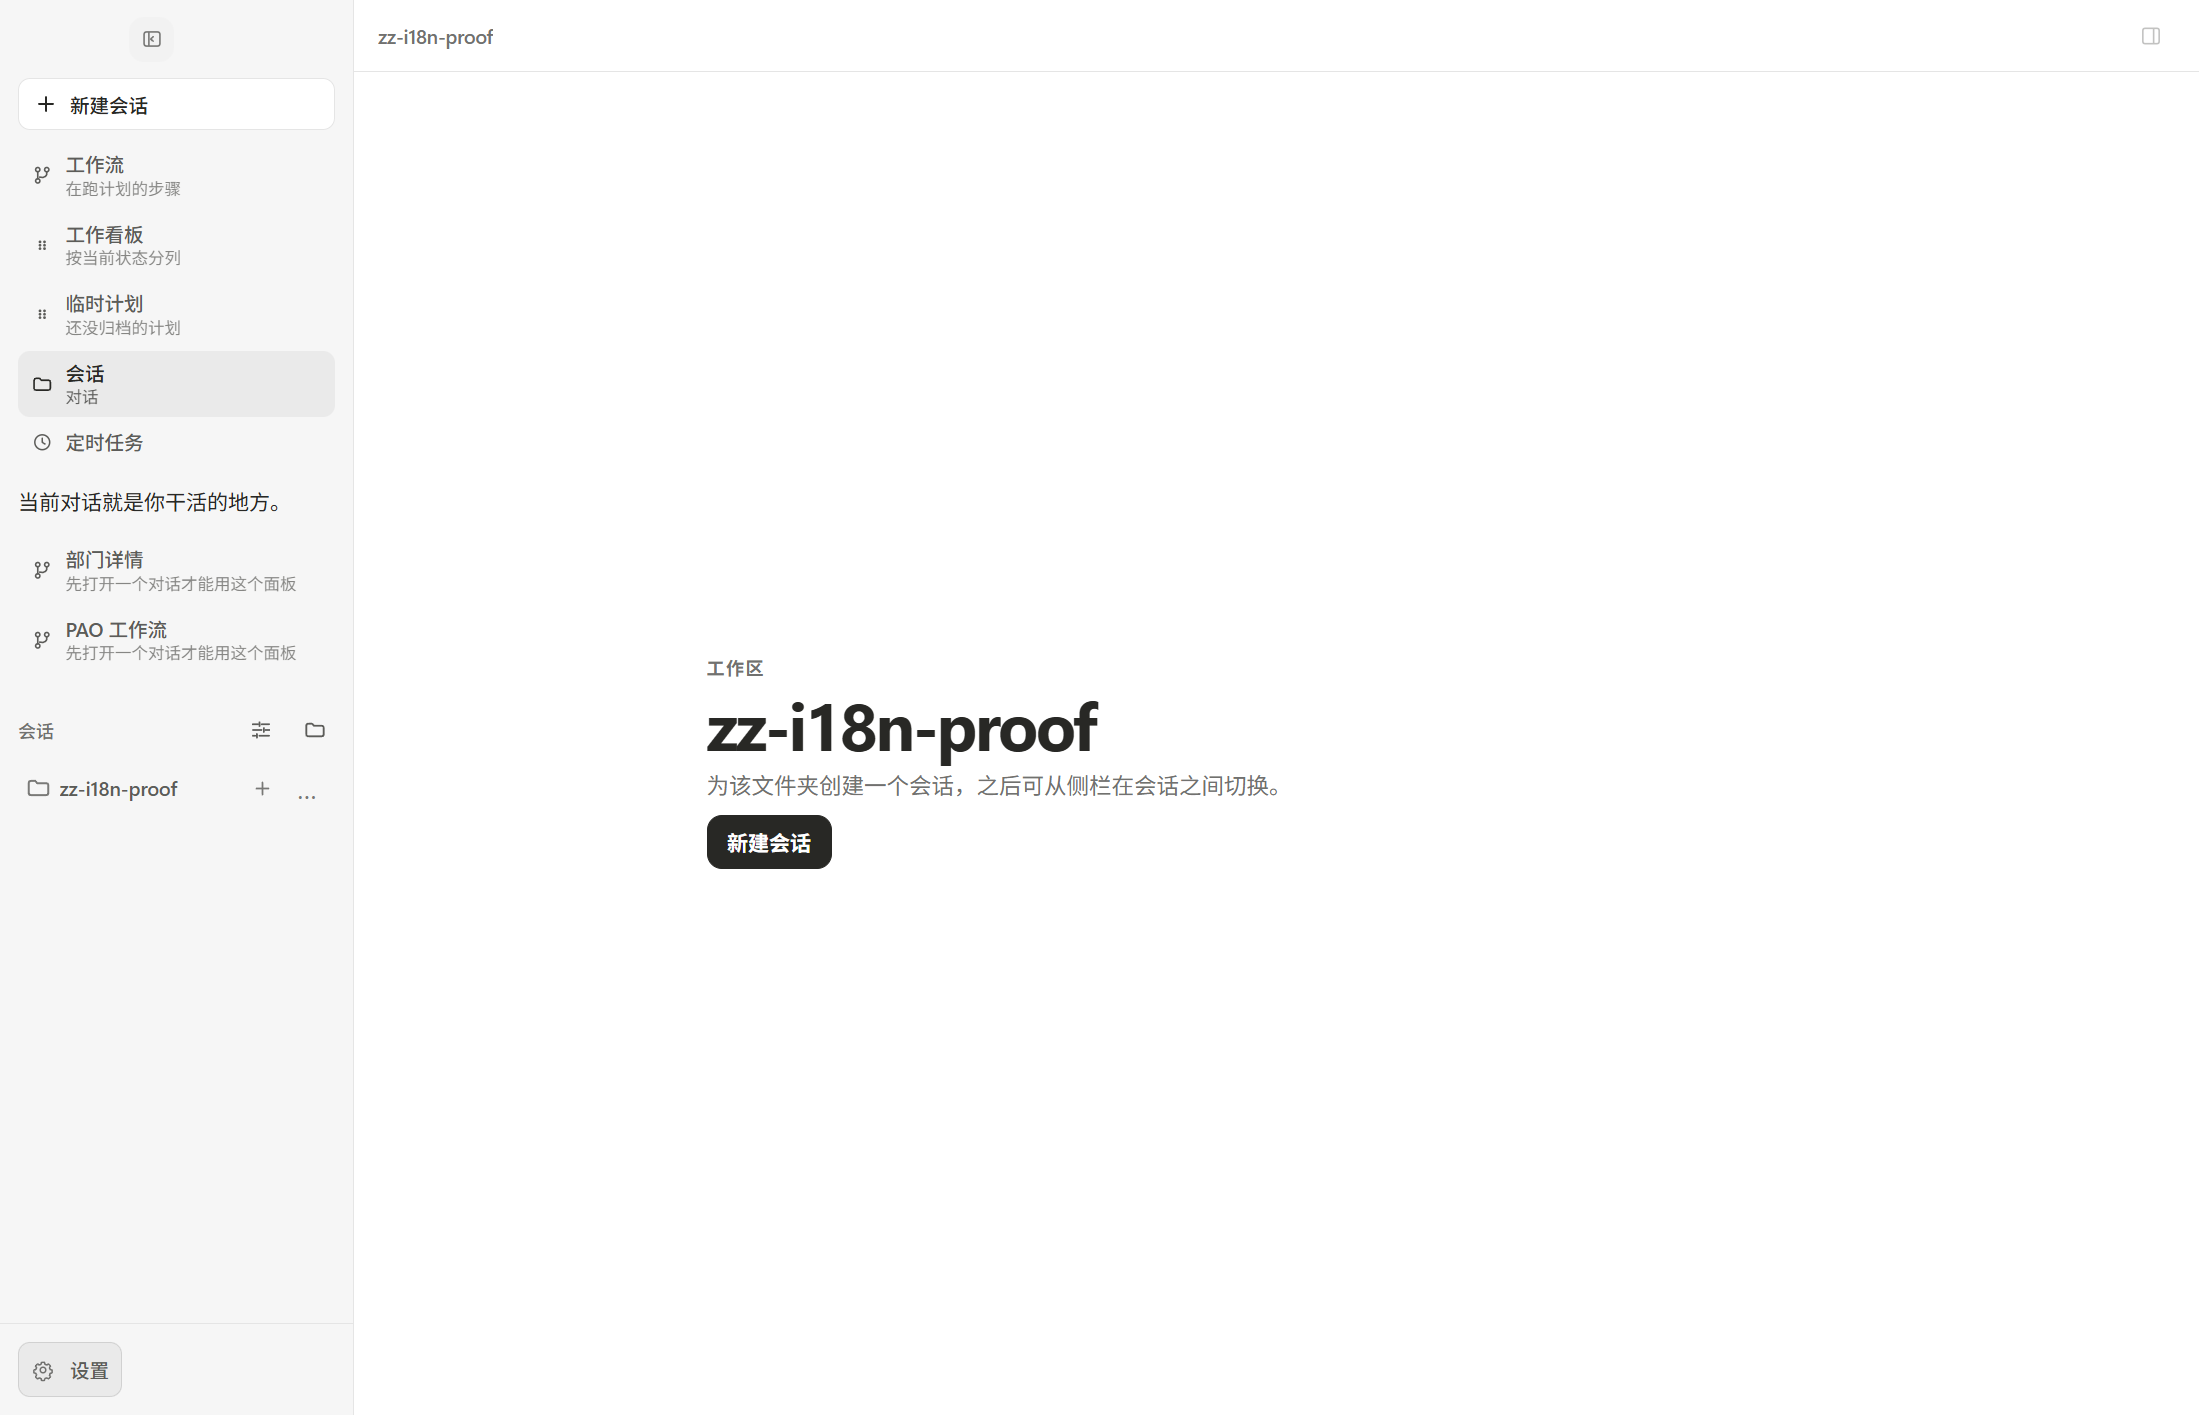 新建会话
工作流
在跑计划的步骤
工作看板
按当前状态分列
临时计划
还没归档的计划
会话
对话
定时任务
当前对话就是你干活的地方。
部门详情
先打开一个对话才能用这个面板
PAO 工作流
先打开一个对话才能用这个面板
会话
zz-i18n-proof
...
设置
zz-i18n-proof
工作区
zz-i18n-proof
为该文件夹创建一个会话，之后可从侧栏在会话之间切换。
新建会话